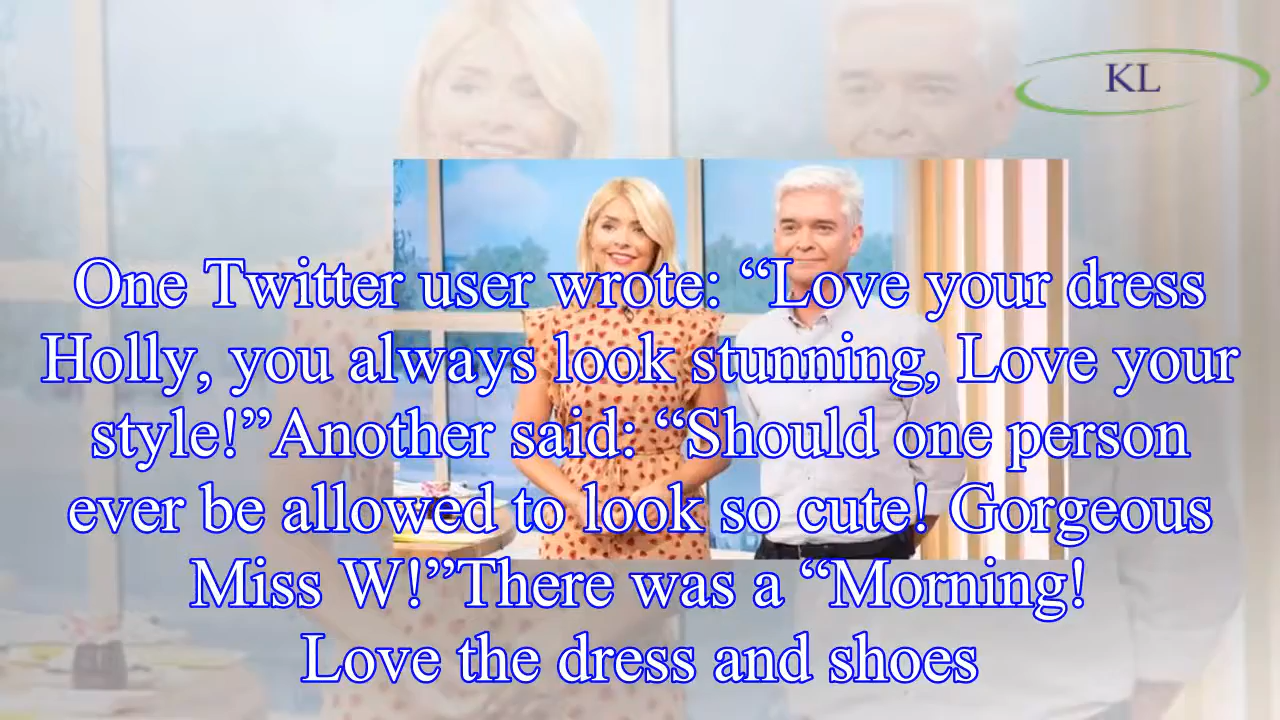 KL
One Twitter user wrote: “Love your dress
Holly, you always look stunning, Love your
style!”Another said: “Should one person
ever be allowed to look so cute! Gorgeous
Miss W!”There was a “Morning!
Love the dress and shoes